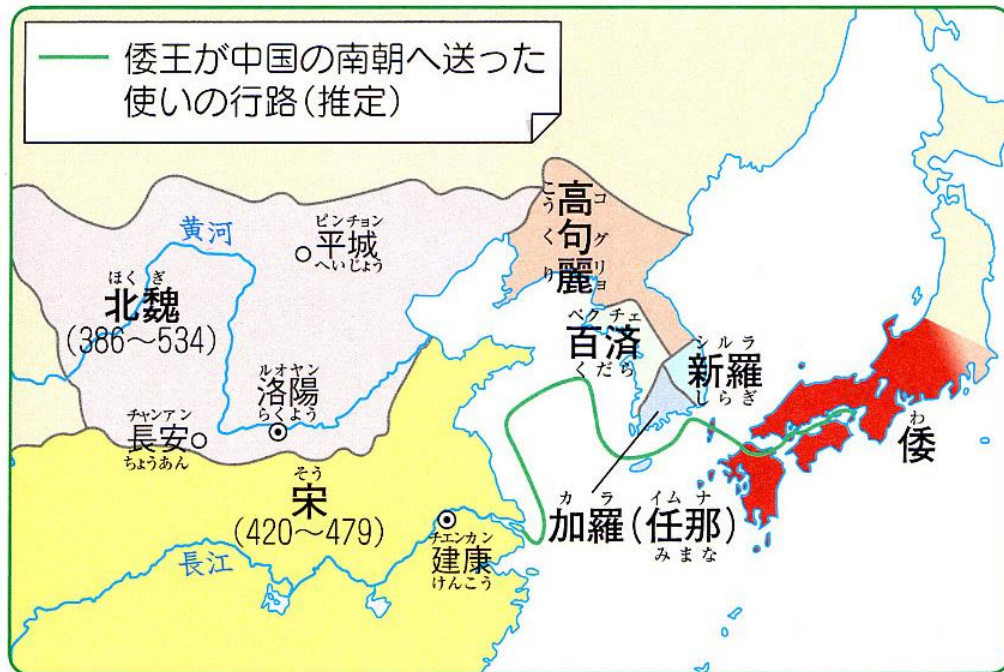 倭王が中国の南朝へ送った
使いの行路(推定)
黄河
ピンチョン
平城
へいじょう
ほくぎ
北魏
(386〜534)
ルオヤン
洛陽
らくよう
チャンアン
長安
ちょうあん
そう
宋
(420〜479)
長江
チエンカン
建康
けんこう
コグリョ
高句麗
こうくり
ペクチェ
百済
くだら
シルラ
新羅
しらぎ
カラ イムナ
加羅(任那)
みまな
わ
倭